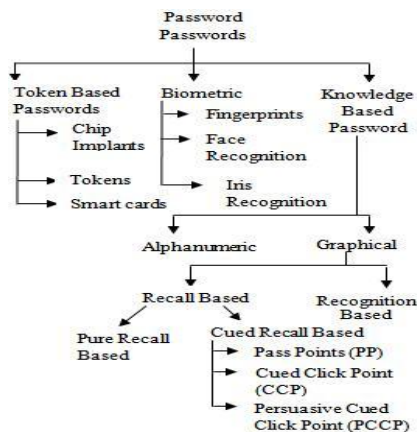 Password
Passwords
Token Based
Passwords
Chip
Implants
Tokens
Smart cards
Biometric
Fingerprints
Face
Recognition
Iris
Recognition
Knowledge
Based
Password
Alphanumeric
Graphical
Recall Based
Recognition
Based
Pure Recall
Based
Cued Recall Based
Pass Points (PP)
Cued Click Point
(CCP)
Persuasive Cued
Click Point (PCCP)